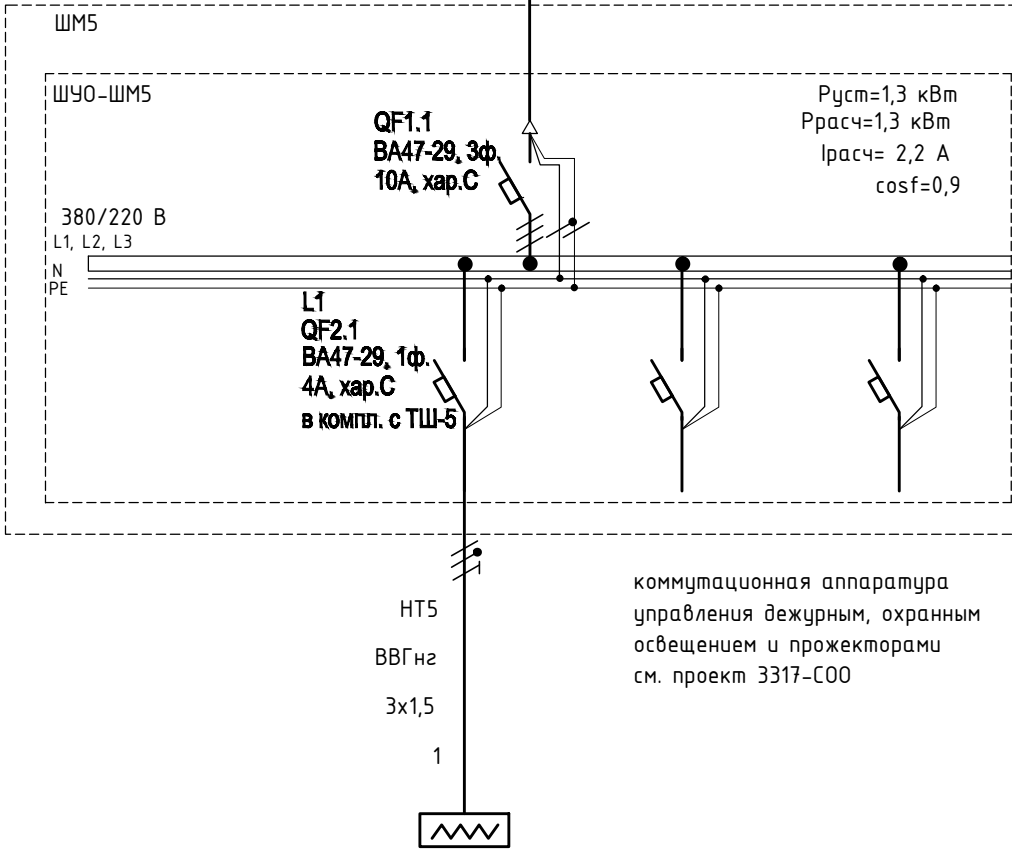 ШМ5
ШУО-ШМ5
Руст=1,3 кВт
Ррасч=1,3 кВт
Iрасч= 2,2 А
cosf=0,9
QF1.1
ВА47-29, 3ф.
10А, хар.С
380/220 В
L1, L2, L3
N
PE
L1
QF2.1
ВА47-29, 1ф.
4А, хар.С
в компл. с ТШ-5
НТ5
ВВГнг
3х1,5
1
коммутационная аппаратура
управления дежурным, охранным
освещением и прожекторами
см. проект 3317-СОО